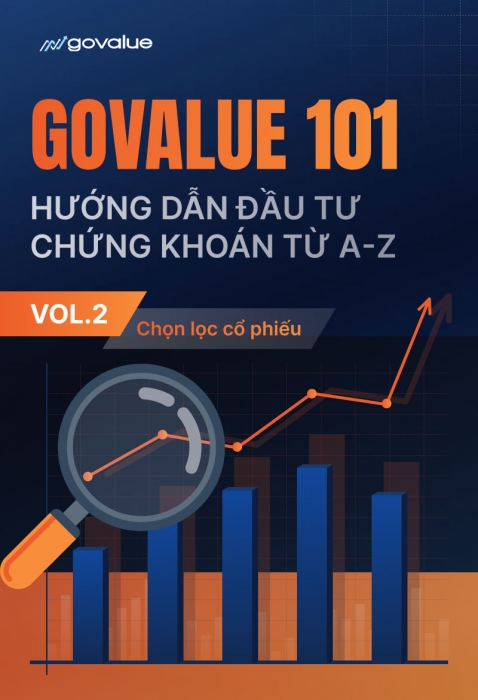 govalue
GOVALUE 101
HƯỚNG DẪN ĐẦU TƯ
CHỨNG KHOÁN TỪ A-Z
VOL.2
Chọn lọc cổ phiếu